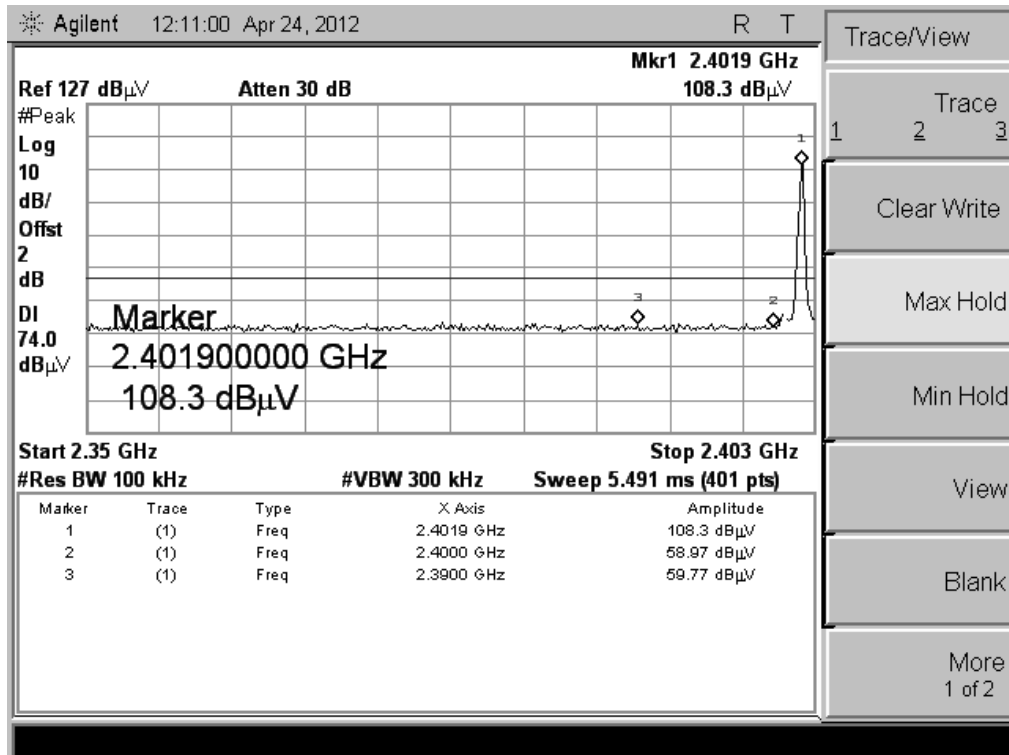 Agilent 12:11:00 Apr 24, 2012 R T
Trace/View
Mkr1 2.4019 GHz
Ref 127 dBμV Atten 30 dB 108.3 dBμV
#Peak
Log
10
dB/
Offst
2
dB
DI
74.0
dBμV
1
3
2
Marker
2.401900000 GHz
108.3 dBμV
Start 2.35 GHz Stop 2.403 GHz
#Res BW 100 kHz #VBW 300 kHz Sweep 5.491 ms (401 pts)
Marker Trace Type X Axis Amplitude
1 (1) Freq 2.4019 GHz 108.3 dBμV
2 (1) Freq 2.4000 GHz 58.97 dBμV
3 (1) Freq 2.3900 GHz 59.77 dBμV
Trace
1 2 3
Clear Write
Max Hold
Min Hold
View
Blank
More
1 of 2